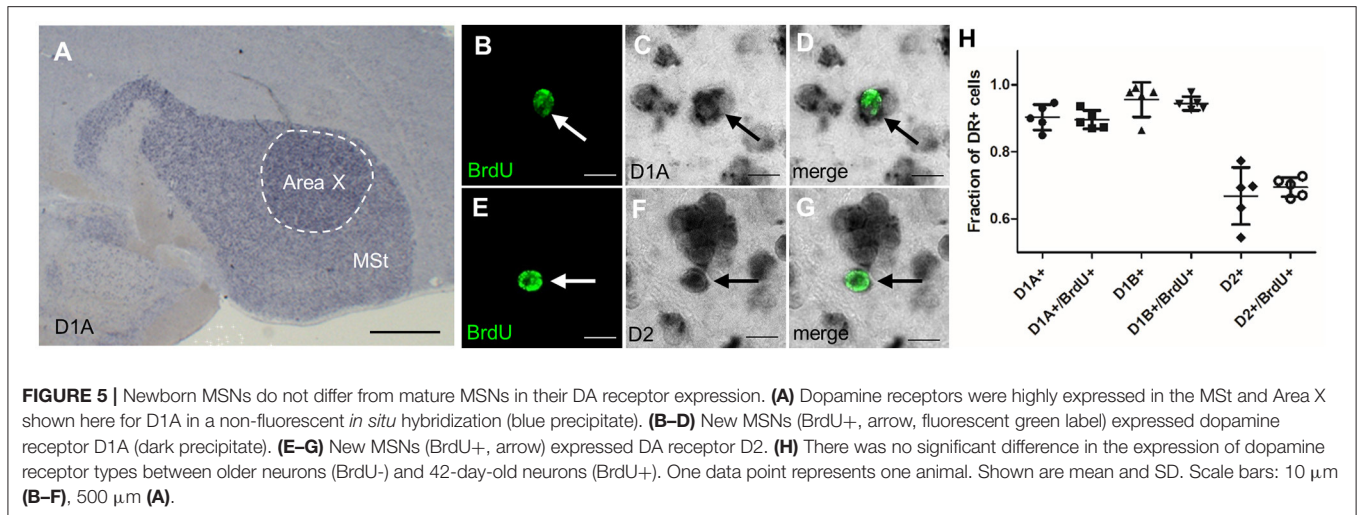 A
Area X
MSt
D1A
B
BrdU
C
D1A
D
merge
E
BrdU
F
D2
G
merge
H
Fraction of DR+ cells
1.0
0.8
0.6
D1A+
D1A+/BrdU+
D1B+
D1B+/BrdU+
D2+
D2+/BrdU+
FIGURE 5 | Newborn MSNs do not differ from mature MSNs in their DA receptor expression. (A) Dopamine receptors were highly expressed in the MSt and Area X
shown here for D1A in a non-fluorescent in situ hybridization (blue precipitate). (B–D) New MSNs (BrdU+, arrow, fluorescent green label) expressed dopamine
receptor D1A (dark precipitate). (E–G) New MSNs (BrdU+, arrow) expressed DA receptor D2. (H) There was no significant difference in the expression of dopamine
receptor types between older neurons (BrdU-) and 42-day-old neurons (BrdU+). One data point represents one animal. Shown are mean and SD. Scale bars: 10 μm
(B–F), 500 μm (A).